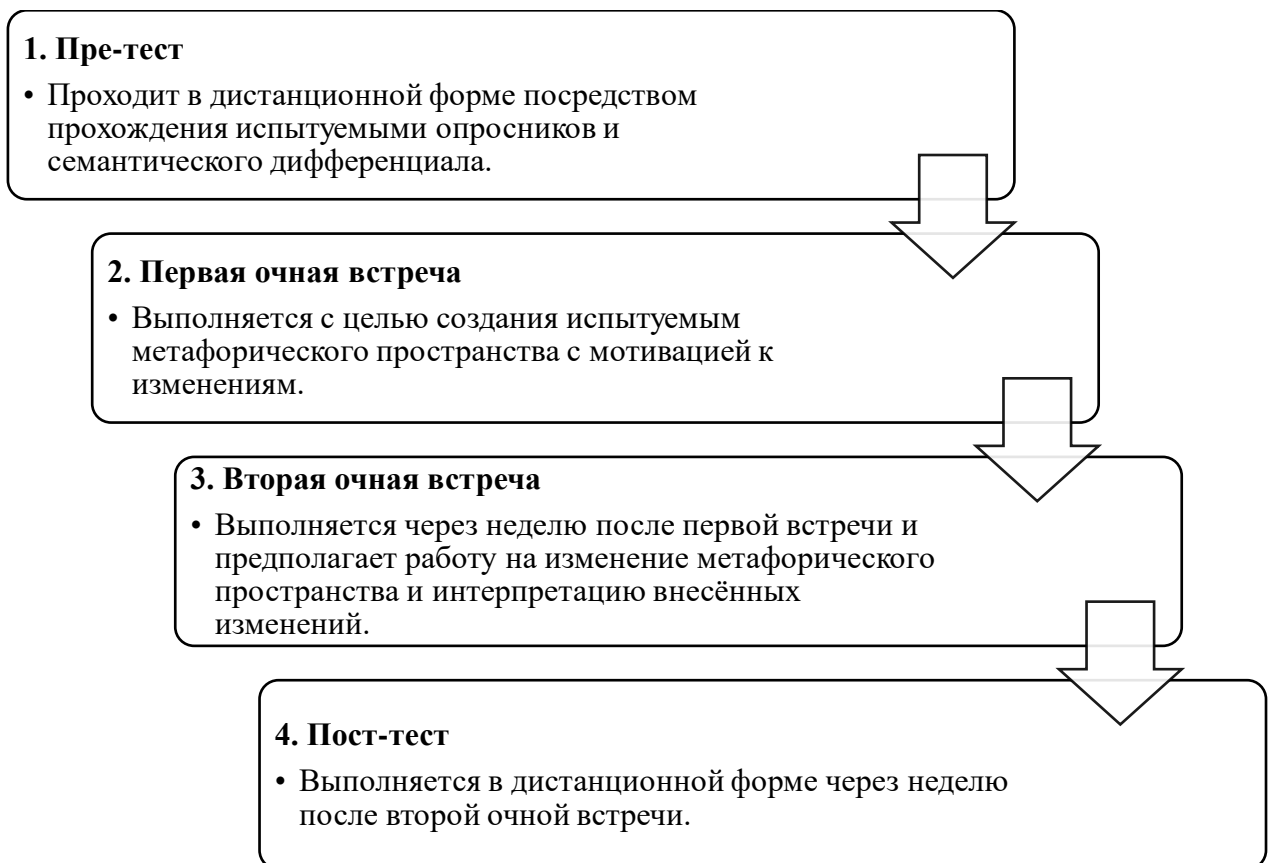 1. Пре-тест
• Проходит в дистанционной форме посредством
прохождения испытуемыми опросников и
семантического дифференциала.
2. Первая очная встреча
• Выполняется с целью создания испытуемым
метафорического пространства с мотивацией к
изменениям.
3. Вторая очная встреча
• Выполняется через неделю после первой встречи и
предполагает работу на изменение метафорического
пространства и интерпретацию внесённых
изменений.
4. Пост-тест
• Выполняется в дистанционной форме через неделю
после второй очной встречи.